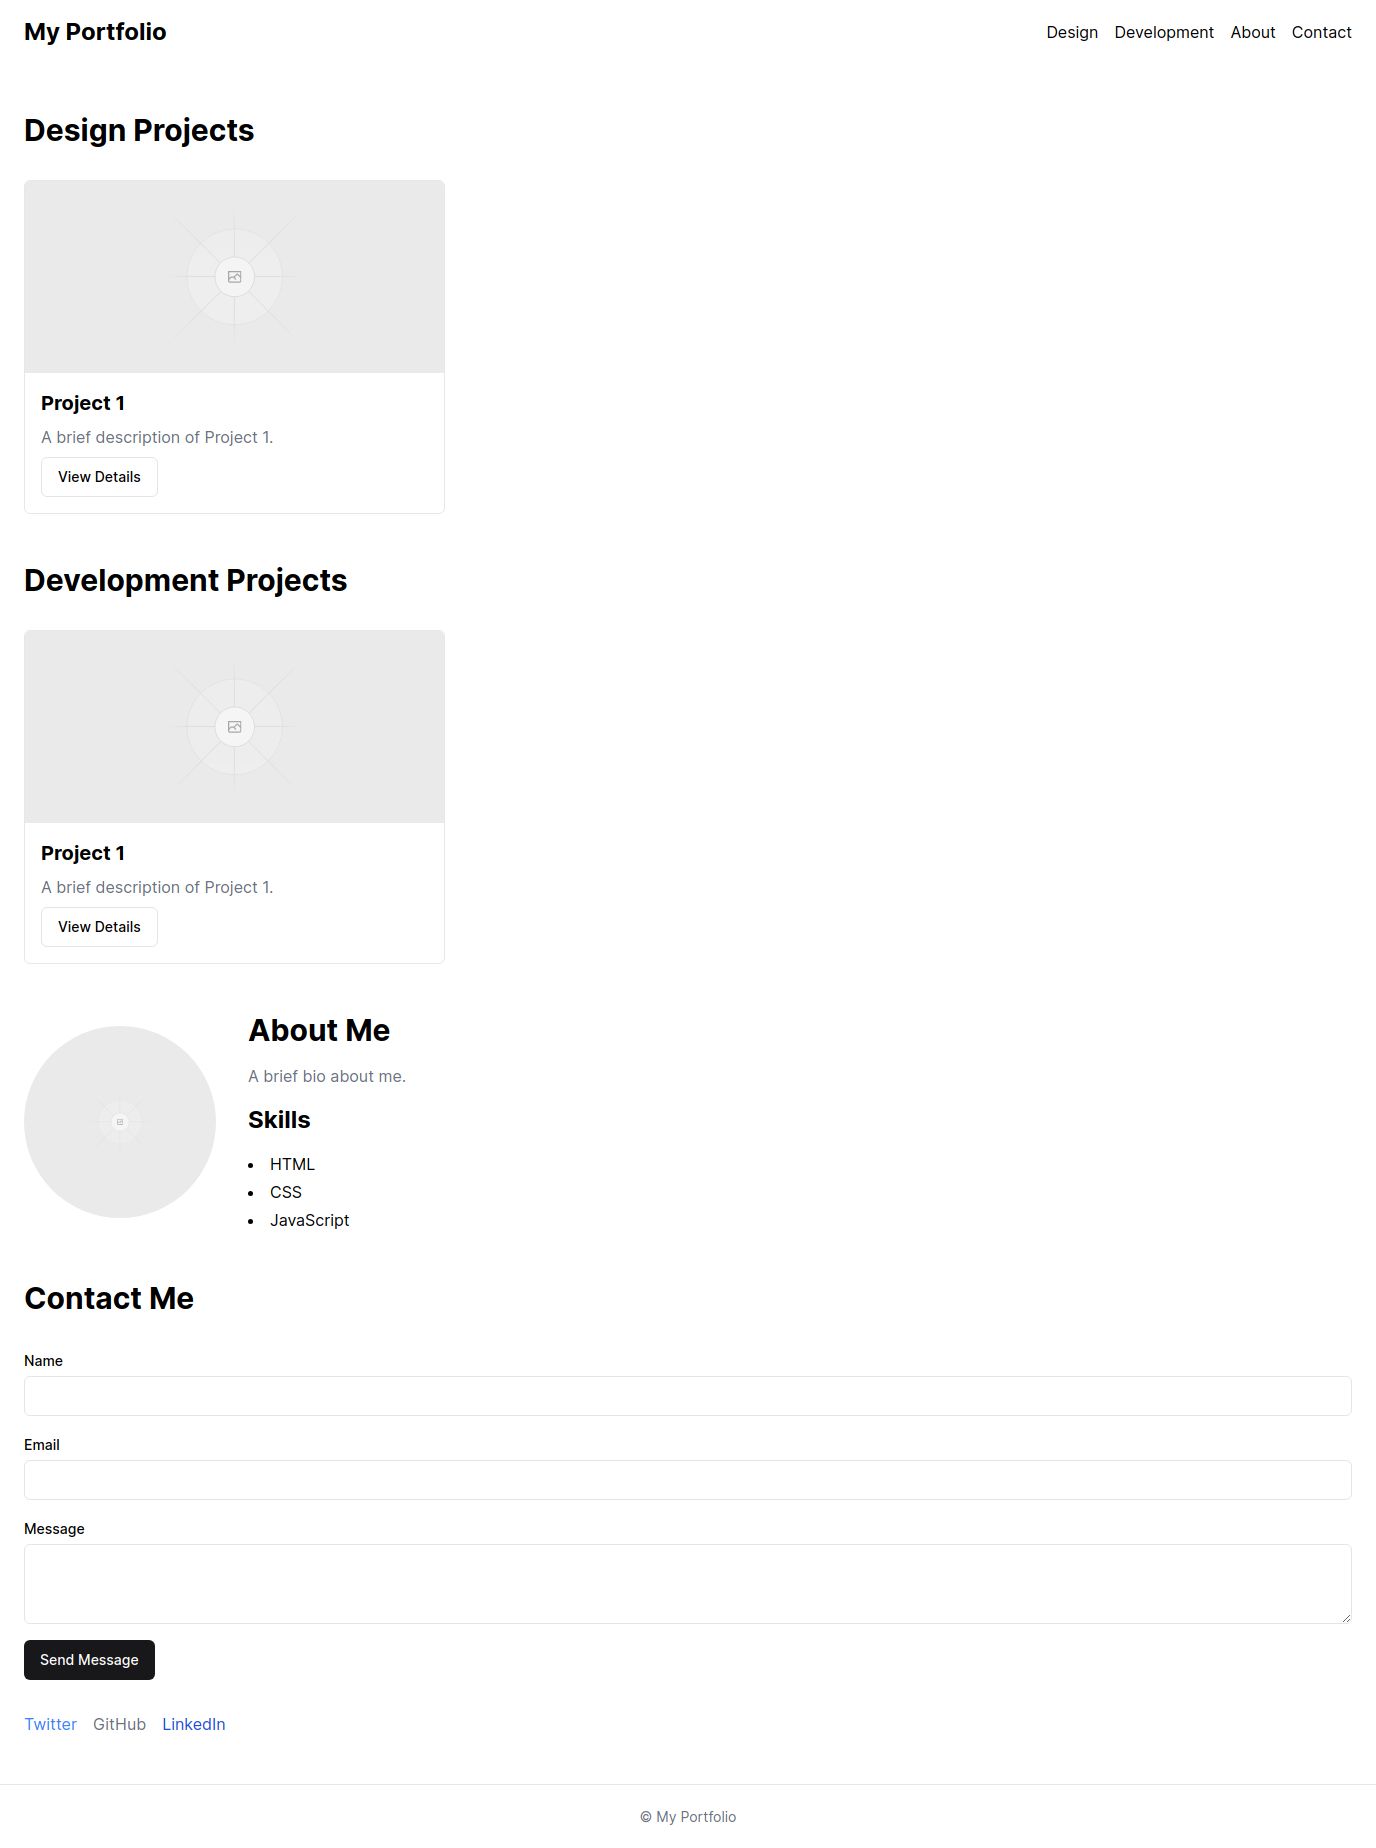 My Portfolio
Design Development About Contact
Design Projects
Project 1
A brief description of Project 1.
View Details
Development Projects
Project 1
A brief description of Project 1.
View Details
About Me
A brief bio about me.
Skills
• HTML
• CSS
• JavaScript
Contact Me
Name
Email
Message
Send Message
Twitter GitHub LinkedIn
© My Portfolio